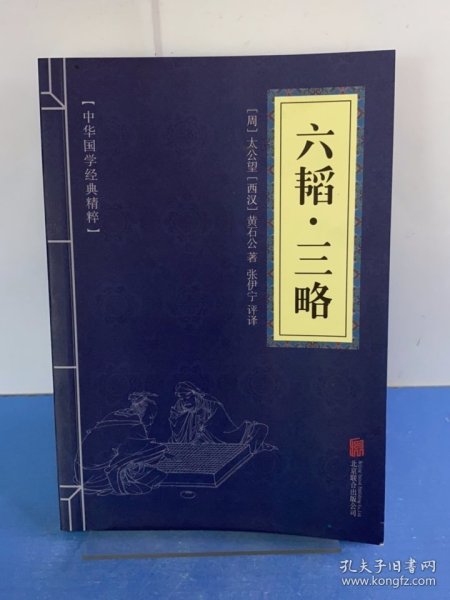 六韬·三略
[周]太公望[西汉]黄石公著 张伊宁评译
【中华国学经典精粹】
北京联合出版公司
孔夫子旧书网
www.kongfz.com